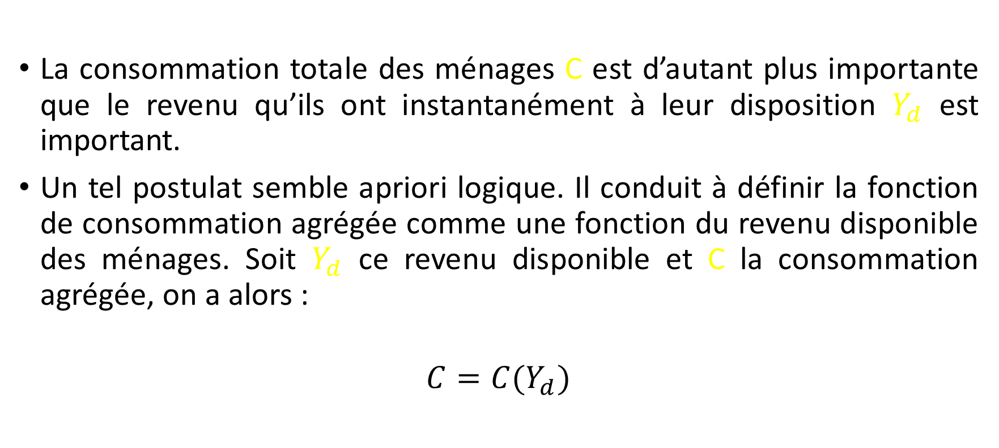 • La consommation totale des ménages C est d’autant plus importante
que le revenu qu’ils ont instantanément à leur disposition Y_d est
important.
• Un tel postulat semble apriori logique. Il conduit à définir la fonction
de consommation agrégée comme une fonction du revenu disponible
des ménages. Soit Y_d ce revenu disponible et C la consommation
agrégée, on a alors :
C = C(Y_d)